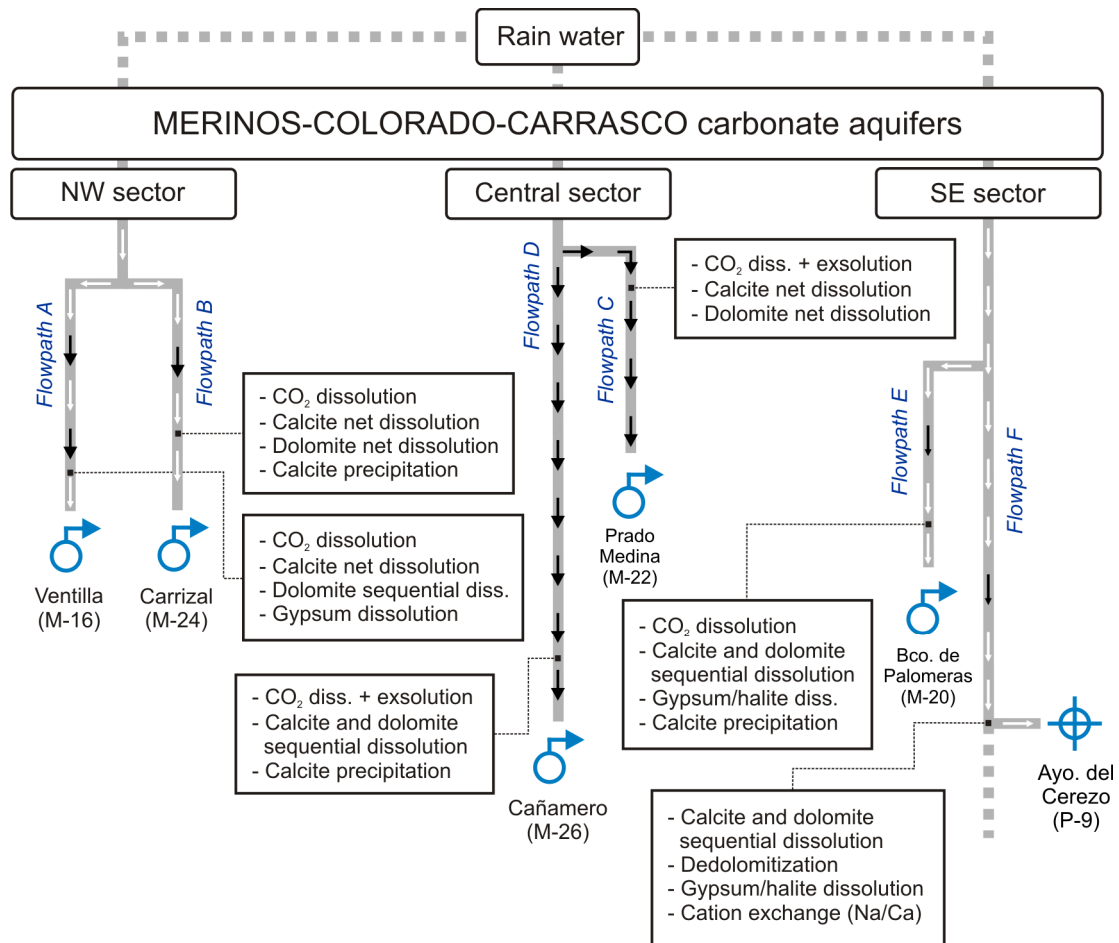 Rain water
MERINOS-COLORADO-CARRASCO carbonate aquifers
NW sector
Central sector
SE sector
Flowpath A
Flowpath B
Flowpath D
Flowpath C
Flowpath E
Flowpath F
- CO₂ diss. + exsolution
- Calcite net dissolution
- Dolomite net dissolution
- CO₂ dissolution
- Calcite net dissolution
- Dolomite net dissolution
- Calcite precipitation
- CO₂ dissolution
- Calcite net dissolution
- Dolomite sequential diss.
- Gypsum dissolution
Ventilla
(M-16)
Carrizal
(M-24)
Prado
Medina
(M-22)
- CO₂ dissolution
- Calcite and dolomite
sequential dissolution
- Gypsum/halite diss.
- Calcite precipitation
Bco. de
Palomeras
(M-20)
- CO₂ diss. + exsolution
- Calcite and dolomite
sequential dissolution
- Calcite precipitation
Cañamero
(M-26)
Ayo. del
Cerezo
(P-9)
- Calcite and dolomite
sequential dissolution
- Dedolomitization
- Gypsum/halite dissolution
- Cation exchange (Na/Ca)